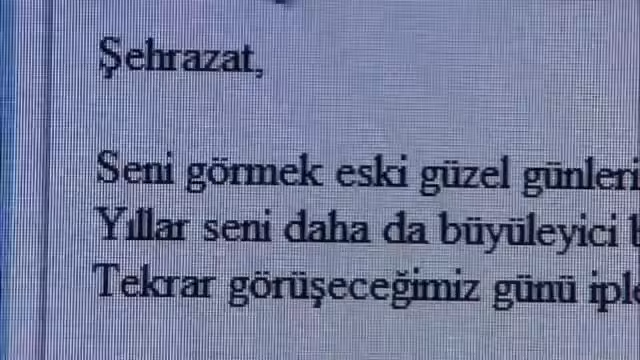 Şehrazat,
Seni görmek eski güzel günleri
Yıllar seni daha da büyüleyici
Tekrar görüşeceğimiz günü